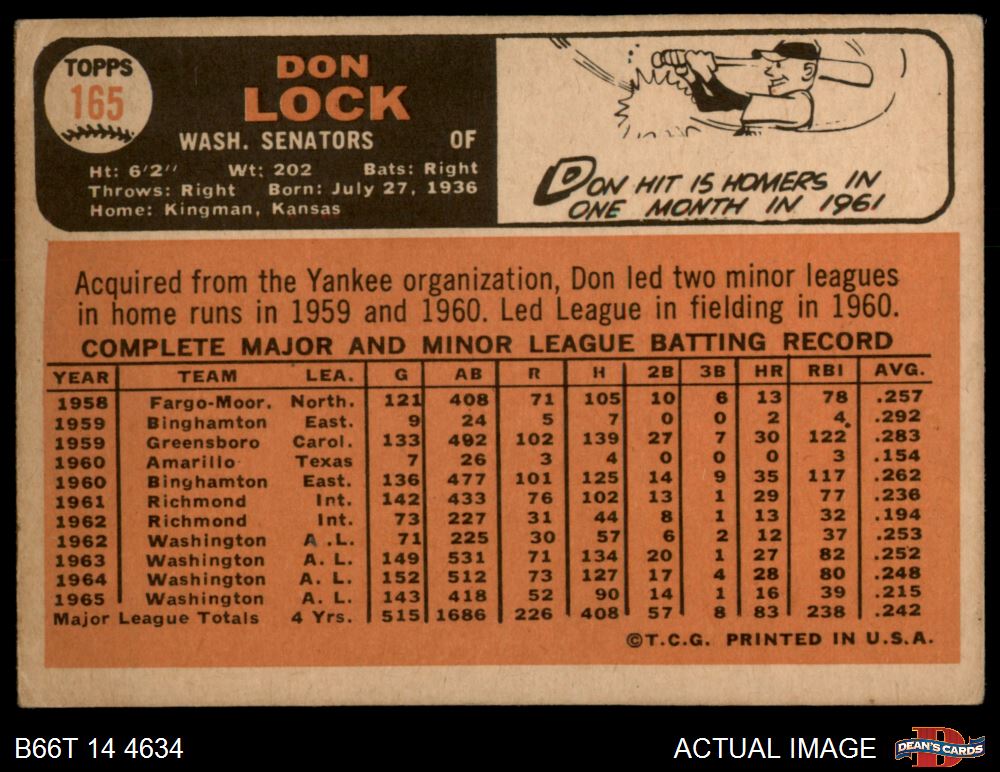 TOPPS
165
DON
LOCK
WASH. SENATORS OF
Ht: 6'2" Wt: 202 Bats: Right
Throws: Right Born: July 27, 1936
Home: Kingman, Kansas
DON HIT 15 HOMERS IN
ONE MONTH IN 1961
Acquired from the Yankee organization, Don led two minor leagues
in home runs in 1959 and 1960. Led League in fielding in 1960.
COMPLETE MAJOR AND MINOR LEAGUE BATTING RECORD
YEAR TEAM LEA. G AB R H 2B 3B HR RBI AVG.
1958 Fargo-Moor. North. 121 408 71 105 10 6 13 78 .257
1959 Binghamton East. 9 24 5 7 0 0 2 4 .292
1959 Greensboro Carol. 133 492 102 139 27 7 30 122 .283
1960 Amarillo Texas 7 26 3 4 0 0 0 3 .154
1960 Binghamton East. 136 477 101 125 14 9 35 117 .262
1961 Richmond Int. 142 433 76 102 13 1 29 77 .236
1962 Richmond Int. 73 227 31 44 8 1 13 32 .194
1962 Washington A.L. 71 225 30 57 6 2 12 37 .253
1963 Washington A. L. 149 531 71 134 20 1 27 82 .252
1964 Washington A. L. 152 512 73 127 17 4 28 80 .248
1965 Washington A. L. 143 418 52 90 14 1 16 39 .215
Major League Totals 4 Yrs. 515 1686 226 408 57 8 83 238 .242
©T.C.G. PRINTED IN U.S.A.
B66T 14 4634
ACTUAL IMAGE
DEAN'S CARDS